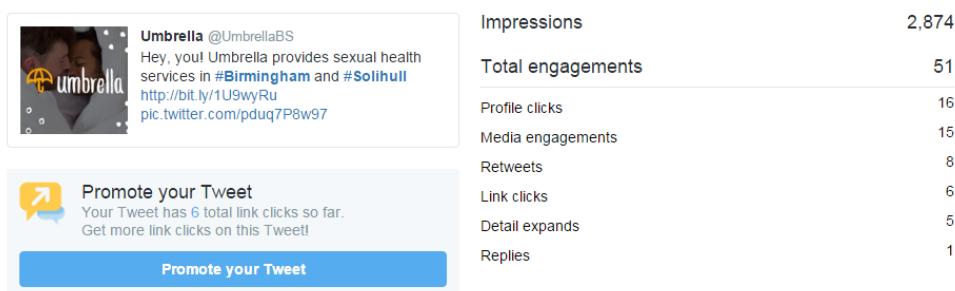 umbrella
Umbrella @UmbrellaBS
Hey, you! Umbrella provides sexual health
services in #Birmingham and #Solihull
http://bit.ly/1U9wyRu
pic.twitter.com/pduq7P8w97
Promote your Tweet
Your Tweet has 6 total link clicks so far.
Get more link clicks on this Tweet!
Promote your Tweet
Impressions 2,874
Total engagements 51
Profile clicks 16
Media engagements 15
Retweets 8
Link clicks 6
Detail expands 5
Replies 1